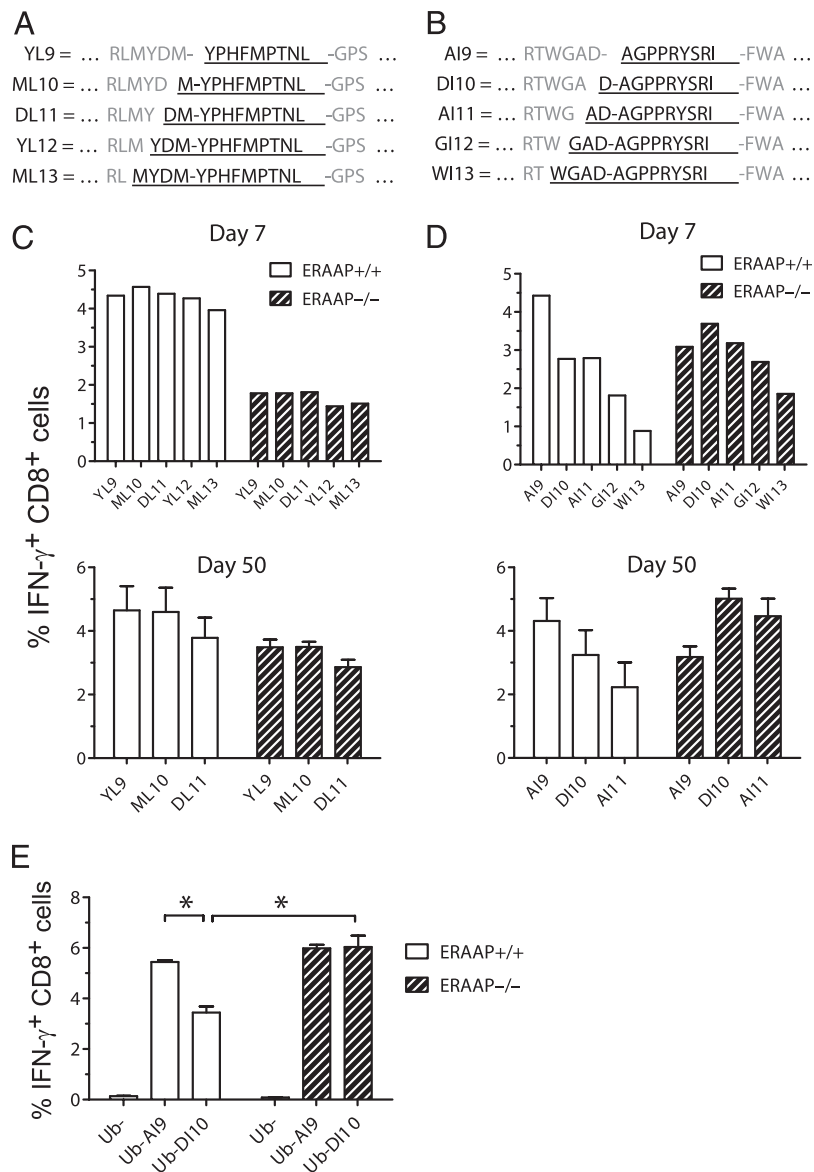 A
YL9 = … RLMYDM- YPHFMPTNL -GPS …
ML10 = … RLMYD M-YPHFMPTNL -GPS …
DL11 = … RLMY DM-YPHFMPTNL -GPS …
YL12 = … RLM YDM-YPHFMPTNL -GPS …
ML13 = … RL MYDM-YPHFMPTNL -GPS …
B
AI9 = … RTWGAD- AGPPRYSRI -FWA …
DI10 = … RTWGA D-AGPPRYSRI -FWA …
AI11 = … RTWG AD-AGPPRYSRI -FWA …
GI12 = … RTW GAD-AGPPRYSRI -FWA …
WI13 = … RT WGAD-AGPPRYSRI -FWA …
% IFN-γ+ CD8+ cells
C
Day 7
ERAAP+/+
ERAAP−/−
5
4
3
2
1
0
YL9 ML10 DL11 YL12 ML13 YL9 ML10 DL11 YL12 ML13
Day 50
6
4
2
0
YL9 ML10 DL11 YL9 ML10 DL11
D
Day 7
ERAAP+/+
ERAAP−/−
5
4
3
2
1
0
AI9 DI10 AI11 GI12 WI13 AI9 DI10 AI11 GI12 WI13
Day 50
6
4
2
0
AI9 DI10 AI11 AI9 DI10 AI11
E
% IFN-γ+ CD8+ cells
8
6
4
2
0
* *
ERAAP+/+
ERAAP−/−
Ub- Ub-AI9 Ub-DI10 Ub- Ub-AI9 Ub-DI10